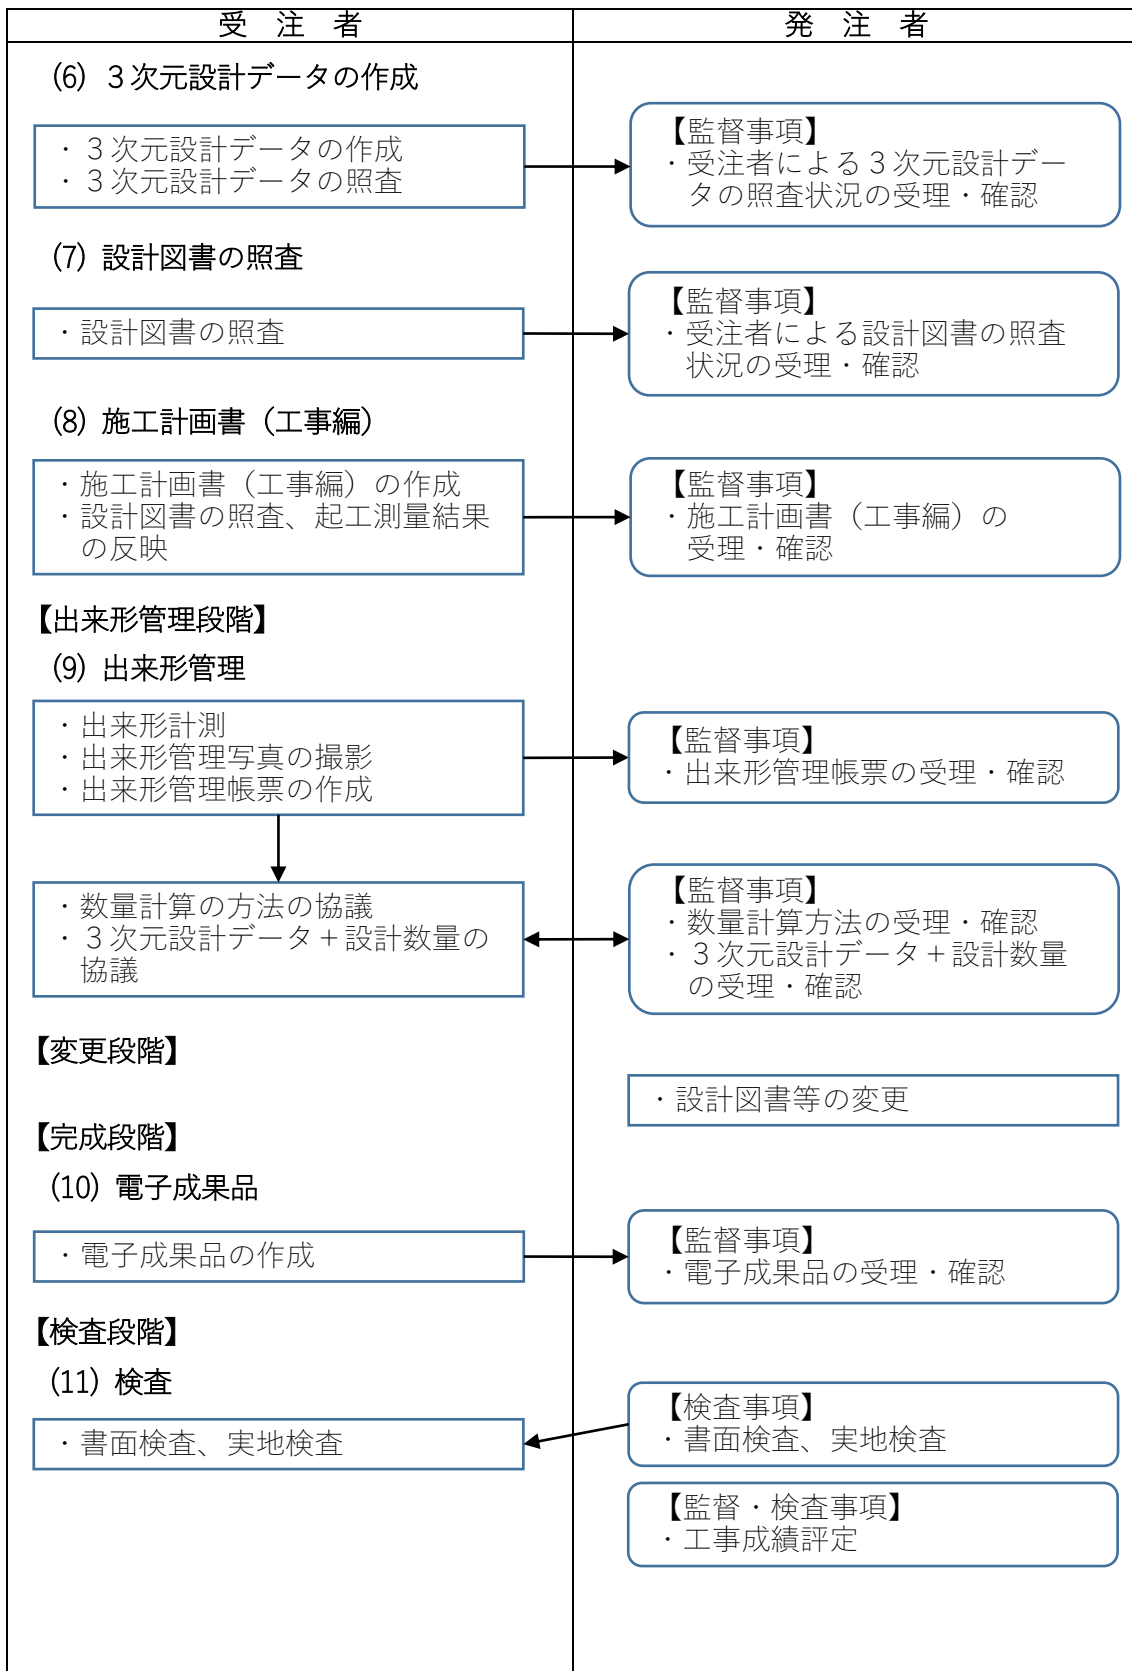 受 注 者
発 注 者
(6) ３次元設計データの作成
・３次元設計データの作成
・３次元設計データの照査
【監督事項】
・受注者による３次元設計デー
タの照査状況の受理・確認
(7) 設計図書の照査
・設計図書の照査
【監督事項】
・受注者による設計図書の照査
状況の受理・確認
(8) 施工計画書（工事編）
・施工計画書（工事編）の作成
・設計図書の照査、起工測量結果
の反映
【監督事項】
・施工計画書（工事編）の
受理・確認
【出来形管理段階】
(9) 出来形管理
・出来形計測
・出来形管理写真の撮影
・出来形管理帳票の作成
【監督事項】
・出来形管理帳票の受理・確認
・数量計算の方法の協議
・３次元設計データ＋設計数量の
協議
【監督事項】
・数量計算方法の受理・確認
・３次元設計データ＋設計数量
の受理・確認
【変更段階】
・設計図書等の変更
【完成段階】
(10) 電子成果品
・電子成果品の作成
【監督事項】
・電子成果品の受理・確認
【検査段階】
(11) 検査
・書面検査、実地検査
【検査事項】
・書面検査、実地検査
【監督・検査事項】
・工事成績評定